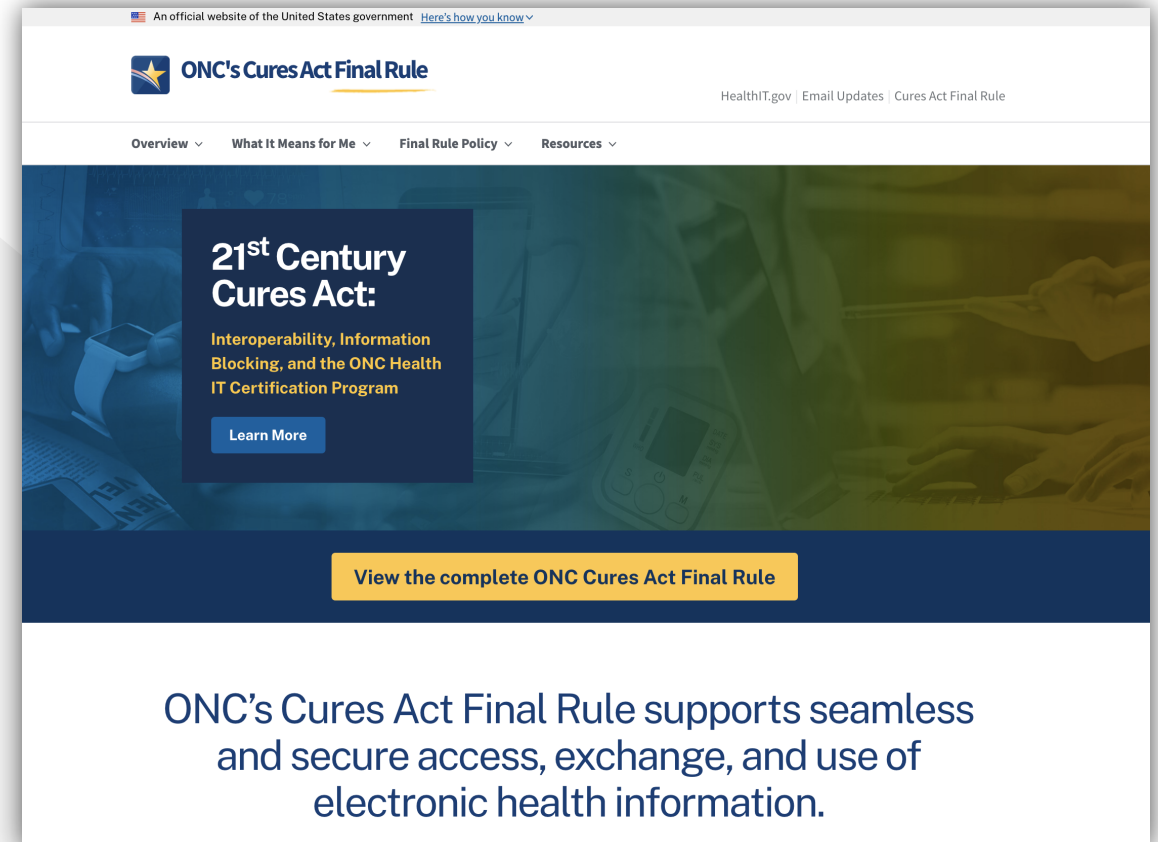 An official website of the United States government Here's how you know
ONC's Cures Act Final Rule
HealthIT.gov | Email Updates | Cures Act Final Rule
Overview What It Means for Me Final Rule Policy Resources
78
21st Century
Cures Act:
Interoperability, Information
Blocking, and the ONC Health
IT Certification Program
Learn More
View the complete ONC Cures Act Final Rule
ONC’s Cures Act Final Rule supports seamless
and secure access, exchange, and use of
electronic health information.